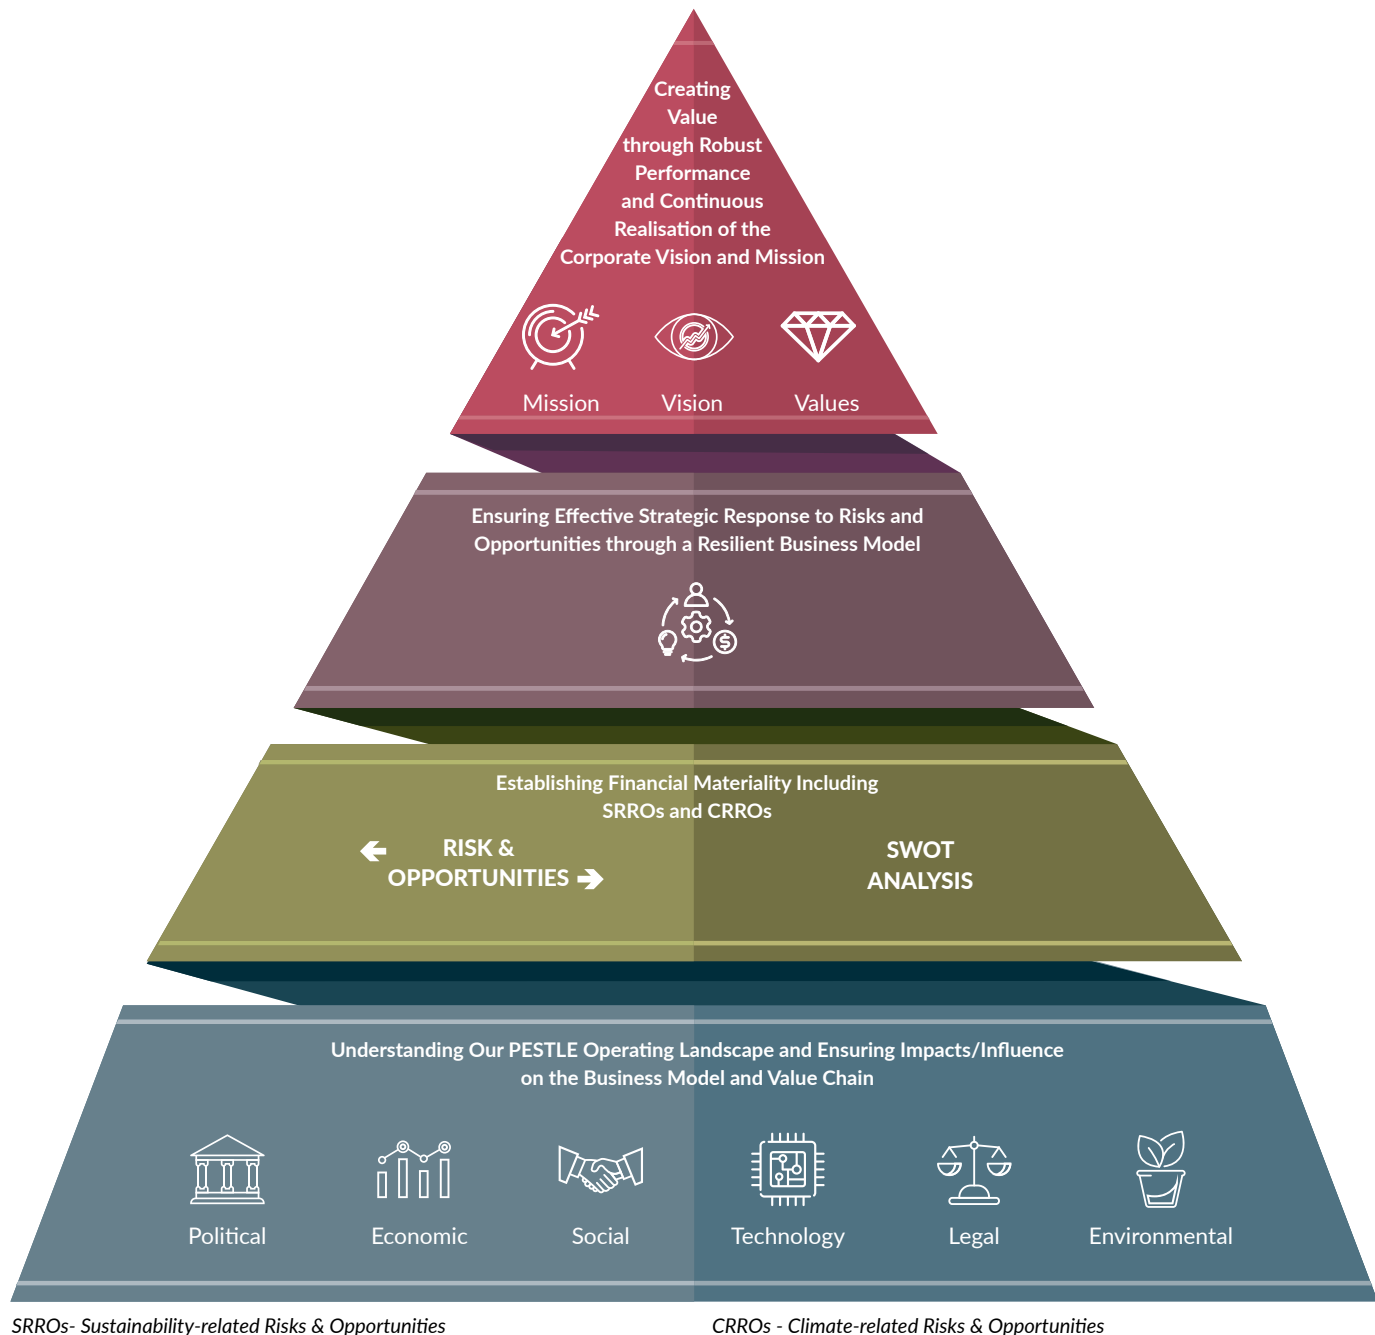 Creating
Value
through Robust
Performance
and Continuous
Realisation of the
Corporate Vision and Mission
Mission Vision Values
Ensuring Effective Strategic Response to Risks and
Opportunities through a Resilient Business Model
$
Establishing Financial Materiality Including
SRROs and CRROs
RISK &
OPPORTUNITIES
SWOT
ANALYSIS
Understanding Our PESTLE Operating Landscape and Ensuring Impacts/Influence
on the Business Model and Value Chain
Political Economic Social Technology Legal Environmental
SRROs- Sustainability-related Risks & Opportunities CRROs - Climate-related Risks & Opportunities